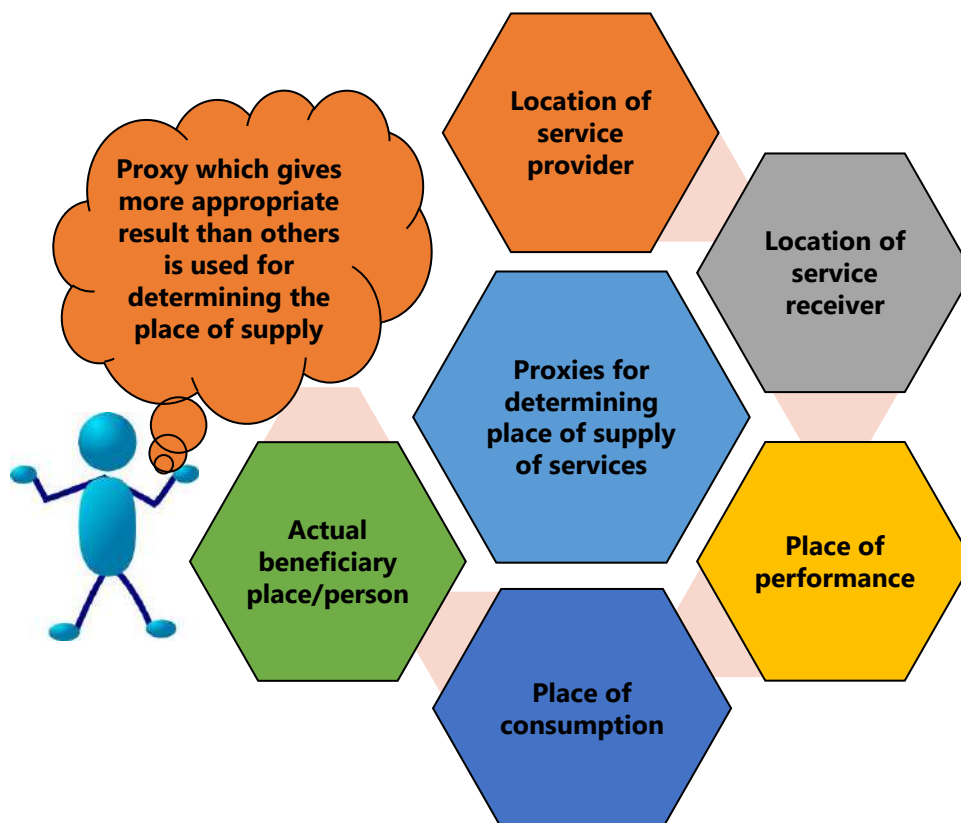 Proxy which gives
more appropriate
result than others
is used for
determining the
place of supply
Location of
service
provider
Location of
service
receiver
Proxies for
determining
place of supply
of services
Place of
performance
Place of
consumption
Actual
beneficiary
place/person